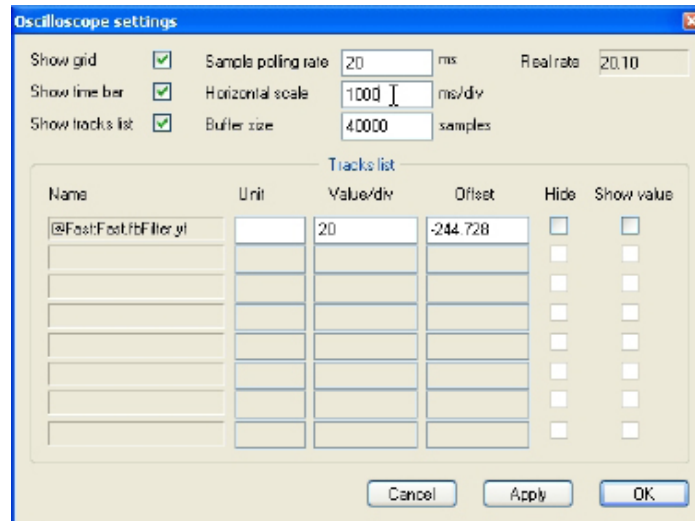 Oscilloscope settings
Show grid Sample polling rate 20 ms Real rate 20.10
Show time bar Horizontal scale 1000 ms/div
Show tracks list Buffer size 40000 samples
Tracks list
Name Unit Value/div Offset Hide Show value
@Fast:Fast.fbFilter.yf 20 -244.728
Cancel Apply OK